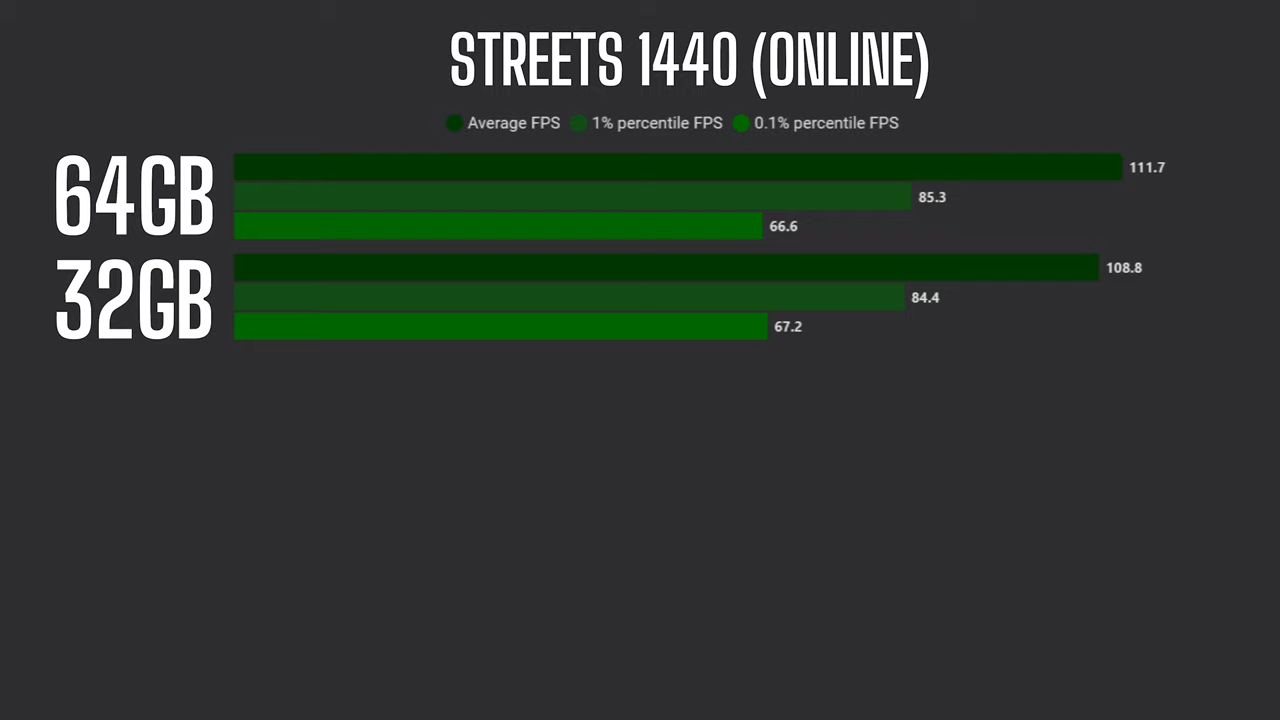 STREETS 1440 (ONLINE)
Average FPS 1% percentile FPS 0.1% percentile FPS
64GB
111.7
85.3
66.6
32GB
108.8
84.4
67.2